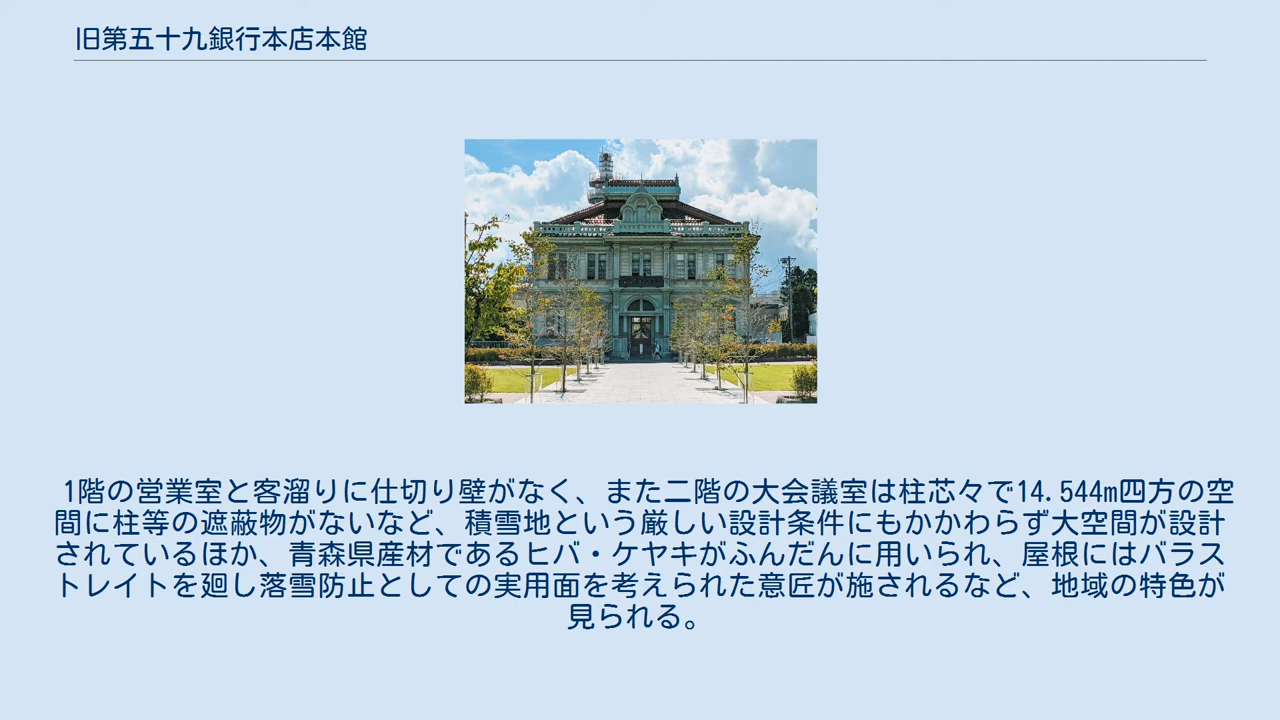 旧第五十九銀行本店本館
1階の営業室と客溜りに仕切り壁がなく、また二階の大会議室は柱芯々で14.544m四方の空
間に柱等の遮蔽物がないなど、積雪地という厳しい設計条件にもかかわらず大空間が設計
されているほか、青森県産材であるヒバ・ケヤキがふんだんに用いられ、屋根にはバラス
トレイトを廻し落雪防止としての実用面を考えられた意匠が施されるなど、地域の特色が
見られる。